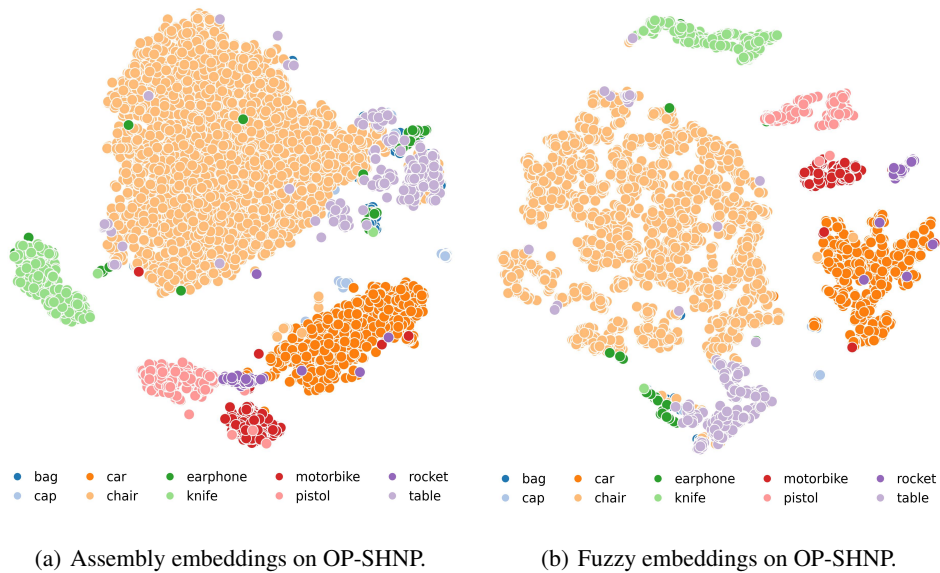 bag car earphone motorbike rocket
cap chair knife pistol table
bag car earphone motorbike rocket
cap chair knife pistol table
(a) Assembly embeddings on OP-SHNP.
(b) Fuzzy embeddings on OP-SHNP.